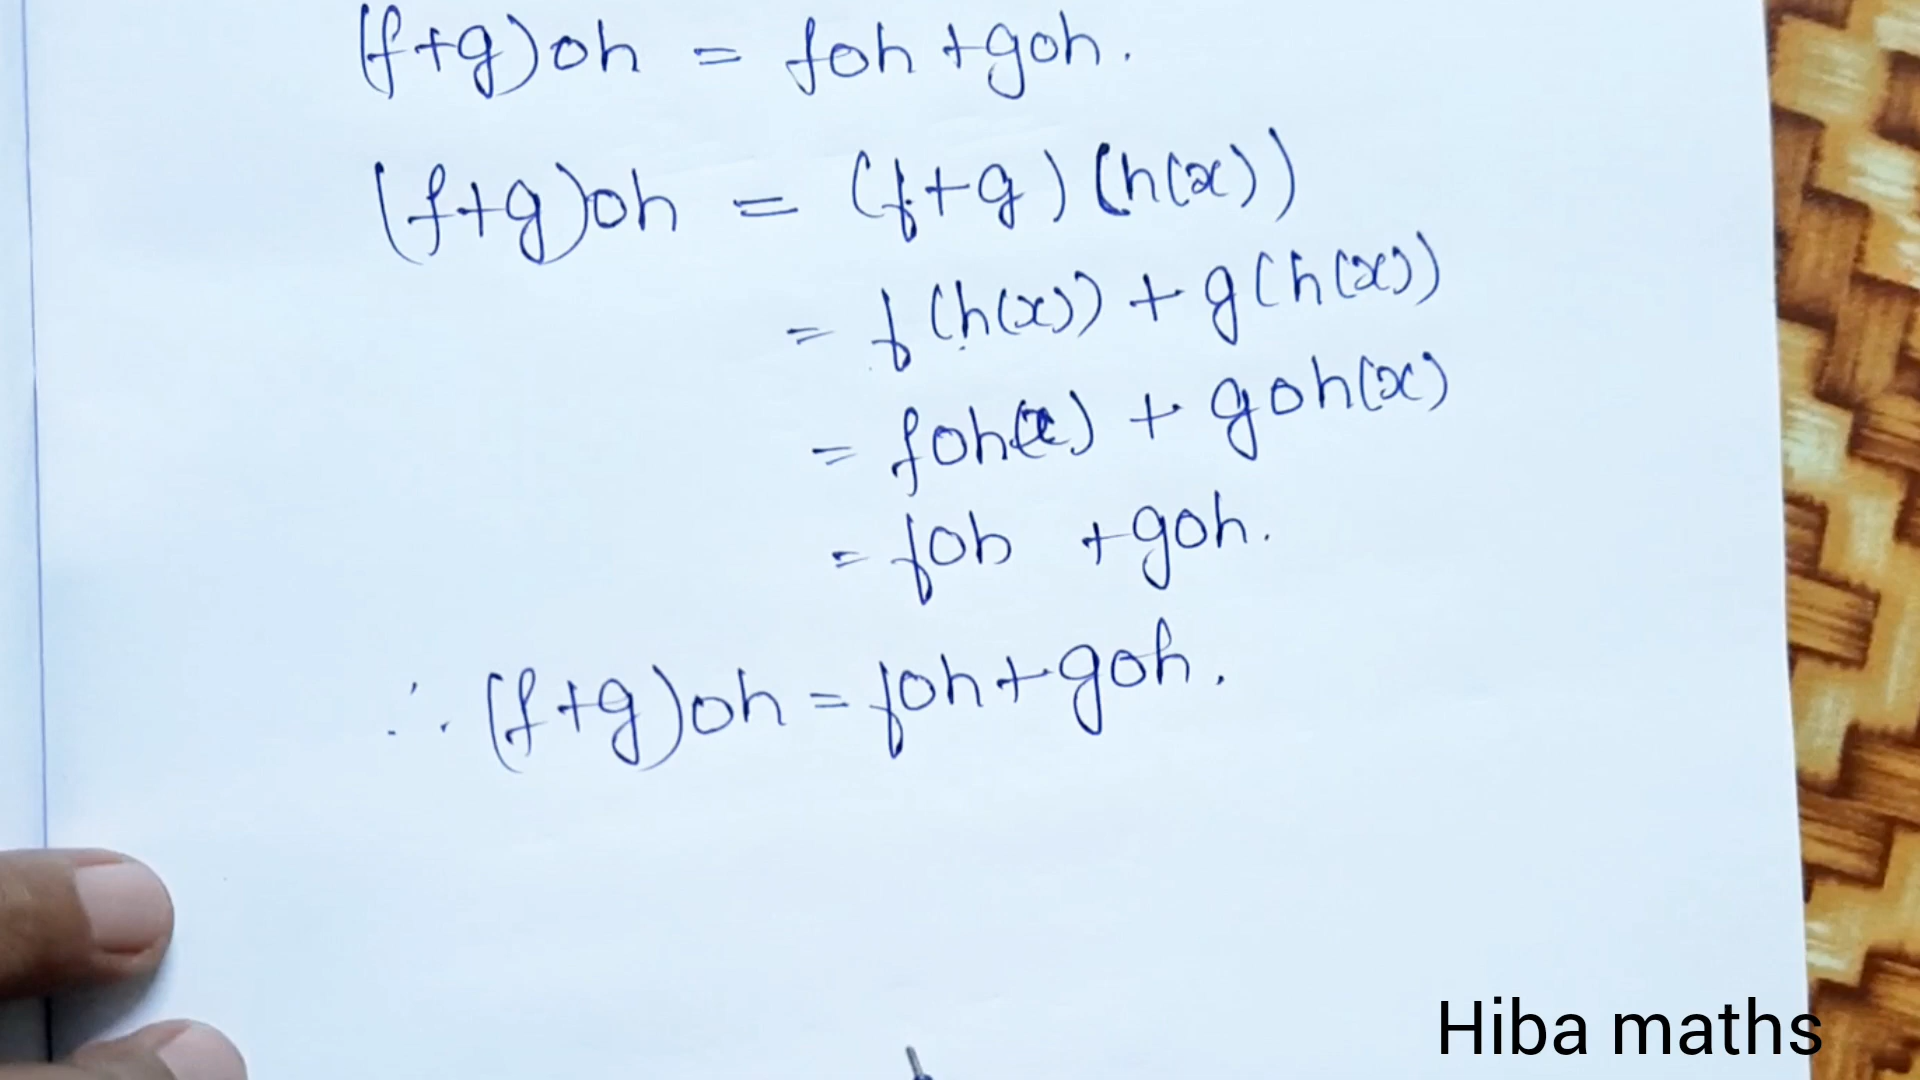 (f+g)oh = foh +goh.
(f+g)oh = (f+g) (h(x))
= f(h(x)) + g(h(x))
= foh(x) + goh(x)
= foh +goh.
∴ (f+g)oh = foh+goh.
Hiba maths